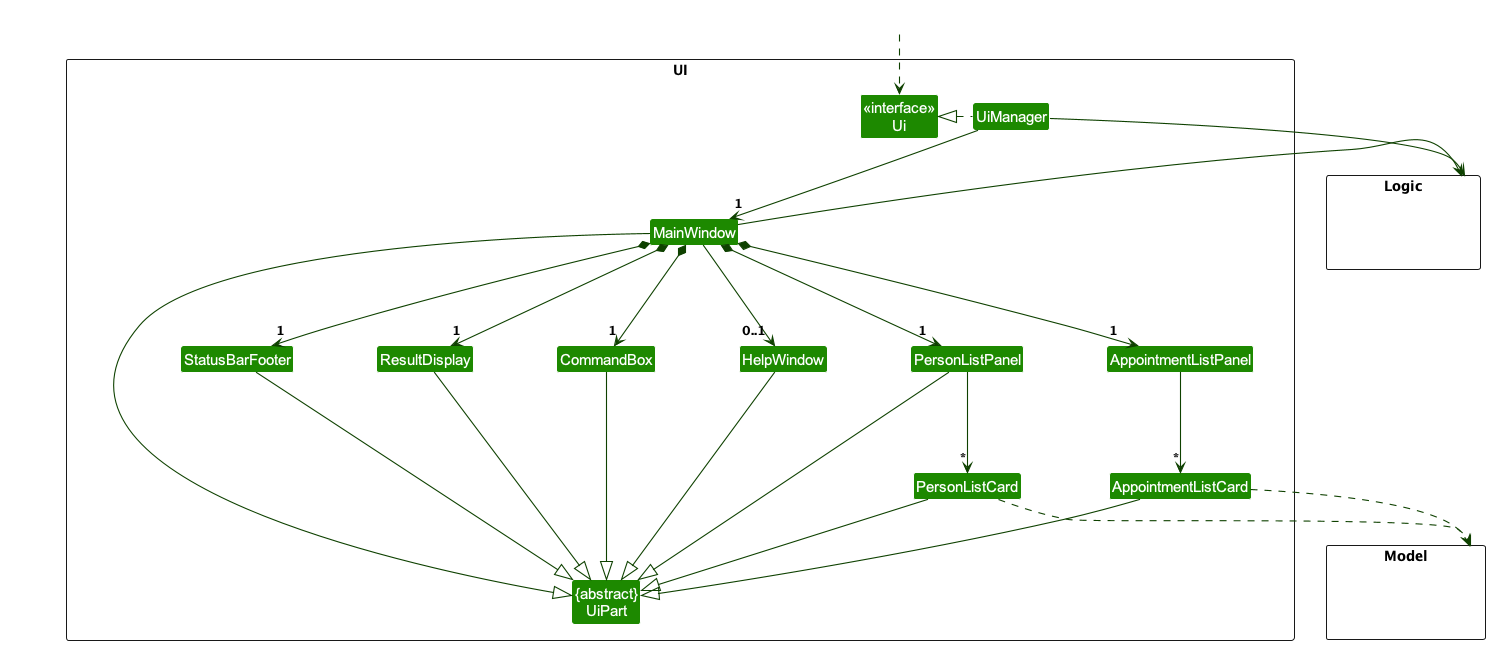 UI
«interface»
Ui
UiManager
Logic
1
MainWindow
1
1
1
0..1
1
1
StatusBarFooter
ResultDisplay
CommandBox
HelpWindow
PersonListPanel
AppointmentListPanel
*
*
PersonListCard
AppointmentListCard
Model
{abstract}
UiPart